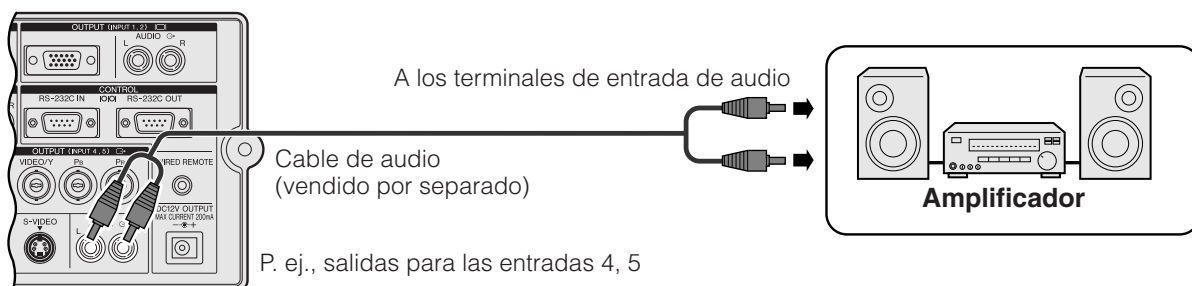 OUTPUT (INPUT 1, 2)
L AUDIO R
CONTROL
RS-232C IN IOIOI RS-232C OUT
OUTPUT (INPUT 4, 5)
VIDEO/Y PB PR WIRED REMOTE
DC12V OUTPUT
MAX CURRENT 200mA
S-VIDEO
L
A los terminales de entrada de audio
Cable de audio
(vendido por separado)
P. ej., salidas para las entradas 4, 5
Amplificador